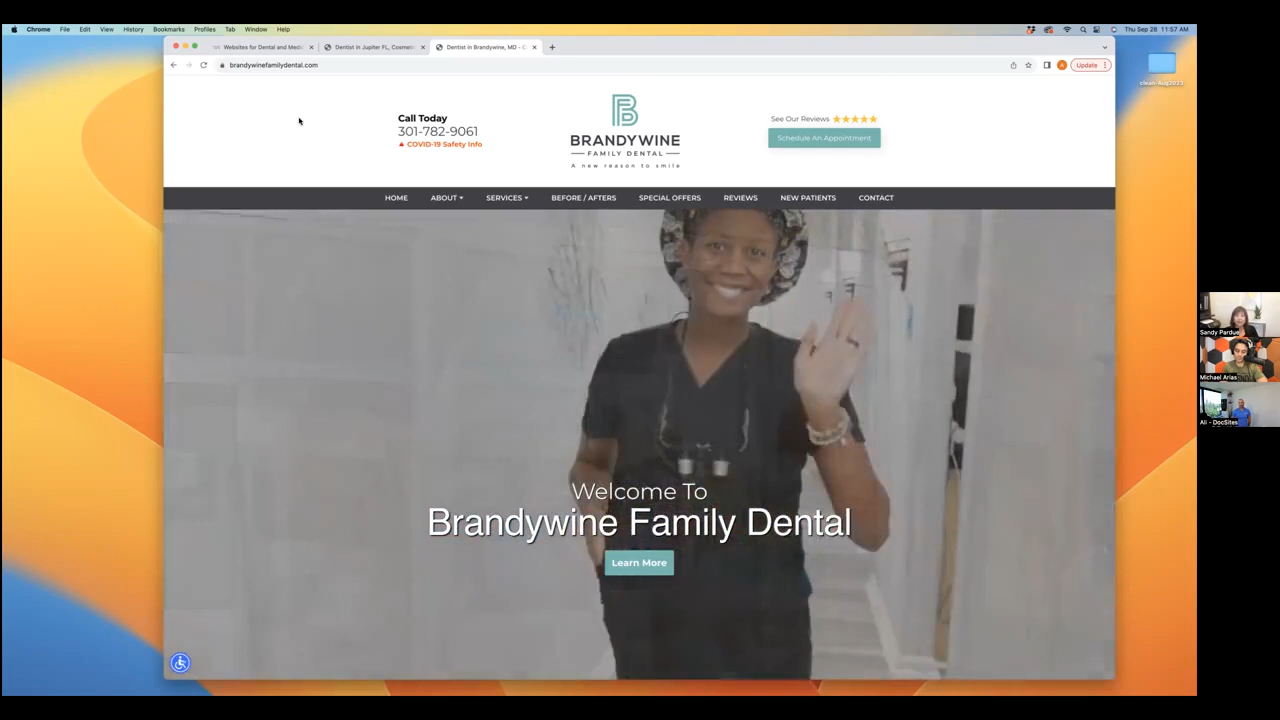 Chrome File Edit View History Bookmarks Profiles Tab Window Help
Thu Sep 28 11:57 AM
Websites for Dental and Medic
Dentist in Jupiter FL, Cosmeti
Dentist in Brandywine, MD - C
brandywinefamilydental.com
Update
clean-Aug2023
Call Today
301-782-9061
COVID-19 Safety Info
BRANDYWINE
FAMILY DENTAL
A new reason to smile
See Our Reviews
Schedule An Appointment
HOME ABOUT SERVICES BEFORE / AFTERS SPECIAL OFFERS REVIEWS NEW PATIENTS CONTACT
Welcome To
Brandywine Family Dental
Learn More
Sandy Pardue
Michael Arias
Ali - DocSites